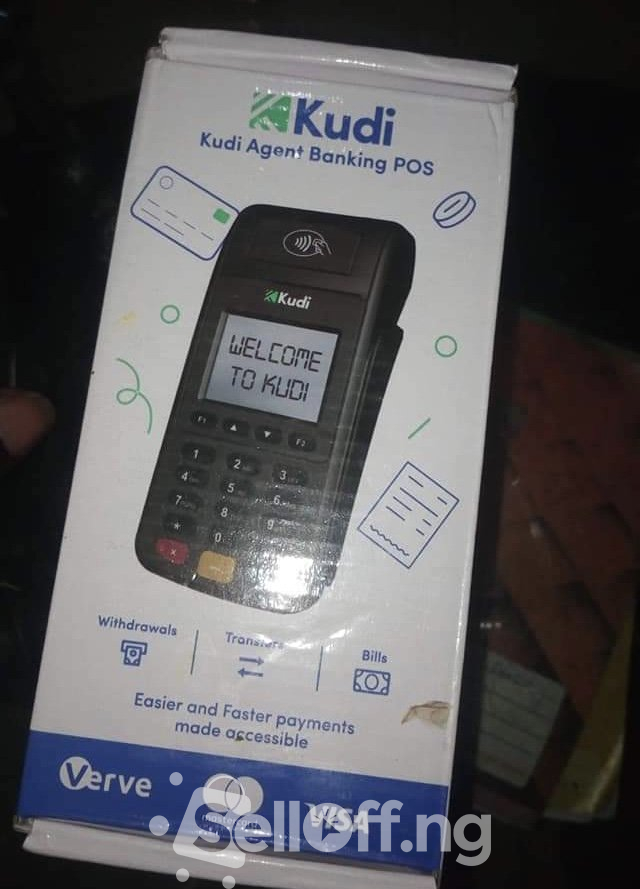 Kudi
Kudi Agent Banking POS
Kudi
WELCOME
TO KUDI
F1
F2
1
2
3
4
5
6
7
8
9
*
0
Withdrawals
Transfers
Bills
Easier and Faster payments
made accessible
Verve
mastercard
VISA
SellOff.ng